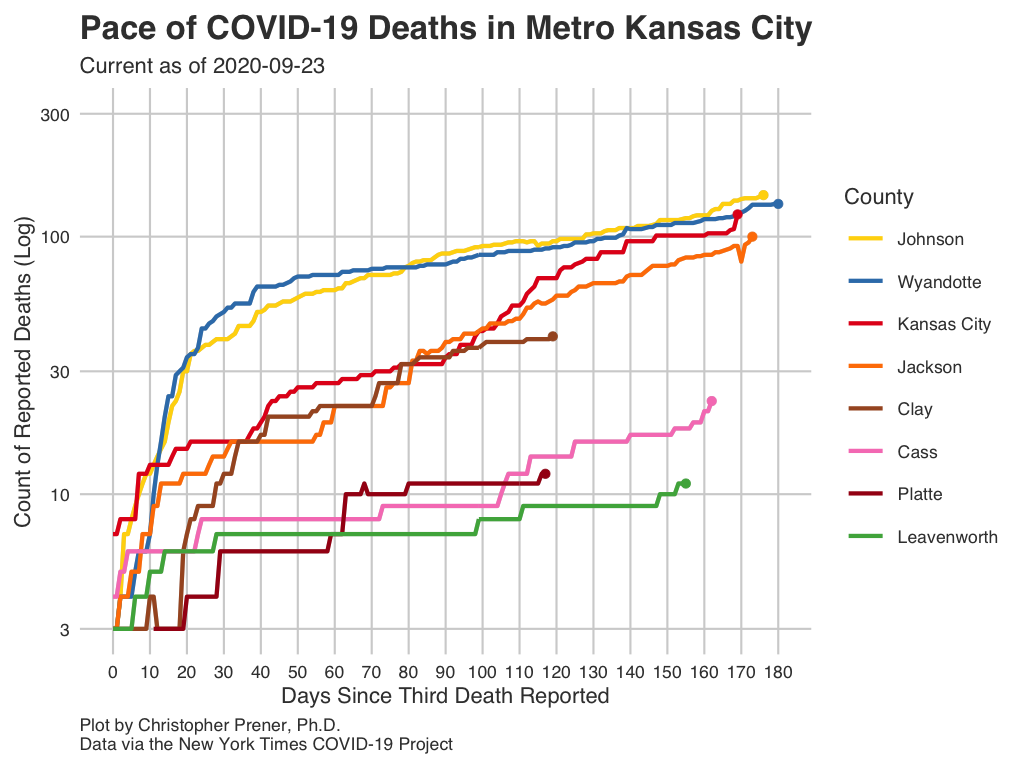 Pace of COVID-19 Deaths in Metro Kansas City
Current as of 2020-09-23
Count of Reported Deaths (Log)
300
100
30
10
3
0 10 20 30 40 50 60 70 80 90 100 110 120 130 140 150 160 170 180
Days Since Third Death Reported
County
Johnson
Wyandotte
Kansas City
Jackson
Clay
Cass
Platte
Leavenworth
Plot by Christopher Prener, Ph.D.
Data via the New York Times COVID-19 Project